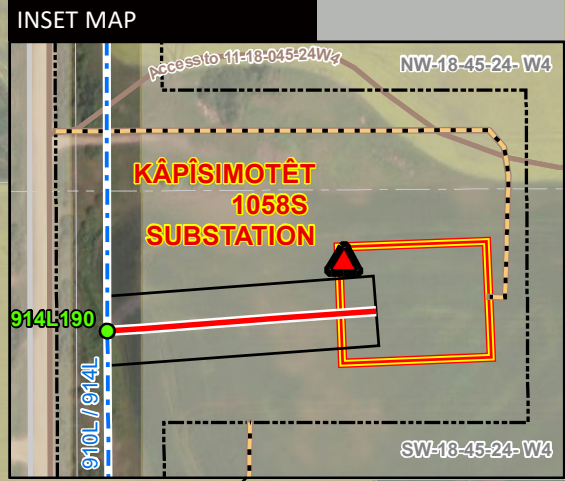 INSET MAP
Access to 11-18-045-24W4
NW-18-45-24- W4
KÂPÎSIMOTÊT
1058S
SUBSTATION
914L190
910L / 914L
SW-18-45-24- W4